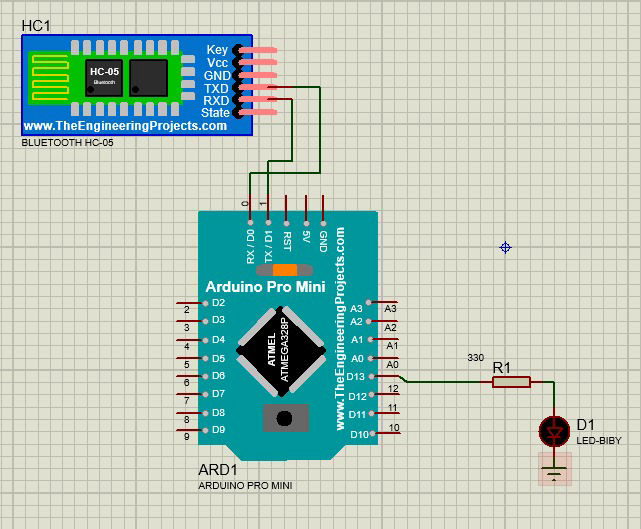 HC1
HC-05
Bluetooth
Key
Vcc
GND
TXD
RXD
State
www.TheEngineeringProjects.com
BLUETOOTH HC-05
0
1
RX / D0
TX / D1
RST
5V
GND
Arduino Pro Mini
www.TheEngineeringProjects.com
ATMEL
ATMEGA328P
D2
2
D3
3
D4
4
D5
5
D6
6
D7
7
D8
8
D9
9
A3
A3
A2
A2
A1
A1
A0
A0
D13
D12
12
D11
11
D10
10
330
R1
D1
LED-BIBY
ARD1
ARDUINO PRO MINI